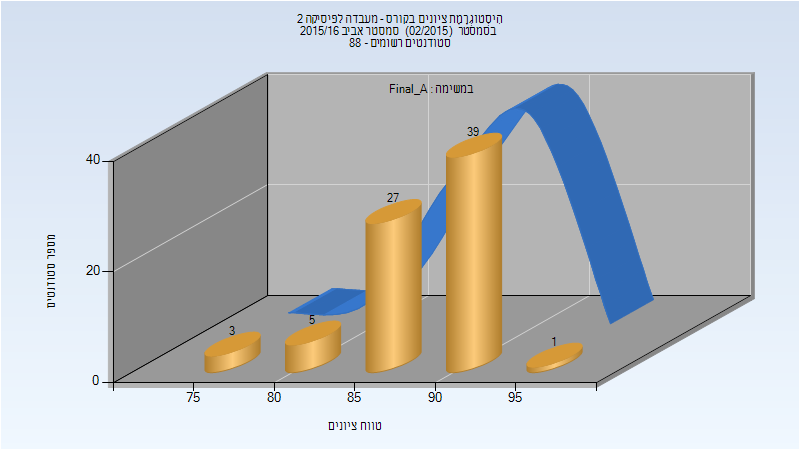 היסטוגרמת ציונים בקורס - מעבדה לפיסיקה 2
בסמסטר (02/2015) סמסטר אביב 2015/16
סטודנטים רשומים - 88
במשימה : Final_A
39
27
5
3
1
40
20
0
75 80 85 90 95
מספר סטודנטים
טווח ציונים